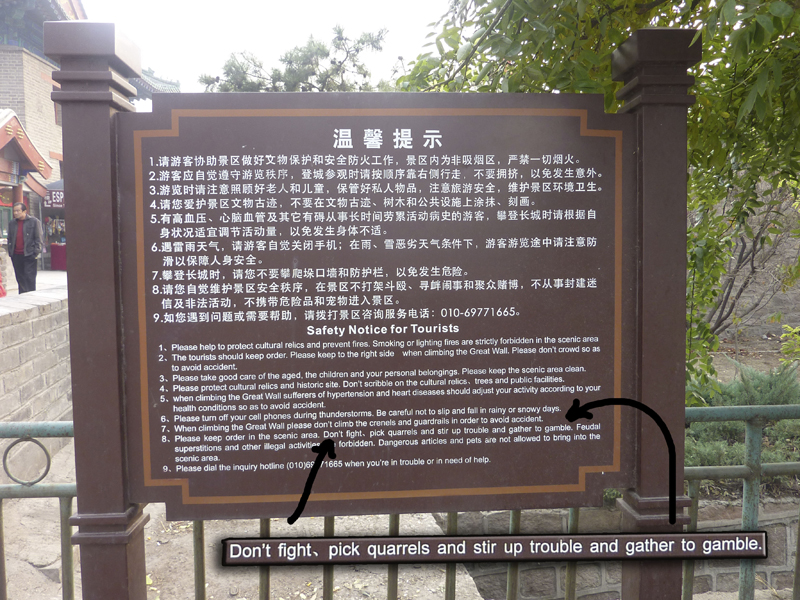 温馨提示
1.请游客协助景区做好文物保护和安全防火工作，景区内为非吸烟区，严禁一切烟火。
2.游客应自觉遵守游览秩序，登城参观时请按顺序靠右侧行走，不要拥挤，以免发生意外。
3.游览时请注意照顾好老人和儿童，保管好私人物品，注意旅游安全，维护景区环境卫生。
4.请您爱护景区文物古迹，不要在文物古迹、树木和公共设施上涂抹、刻画。
5.有高血压、心脑血管及其它有碍从事长时间劳累活动病史的游客，攀登长城时请根据自
身状况适宜调节活动量，以免发生身体不适。
6.遇雷雨天气，请游客自觉关闭手机；在雨、雪恶劣天气条件下，游客游览途中请注意防
滑以保障人身安全。
7.攀登长城时，请您不要攀爬垛口墙和防护栏，以免发生危险。
8.请您自觉维护景区安全秩序，在景区不打架斗殴、寻衅闹事和聚众赌博，不从事封建迷
信及非法活动，不携带危险品和宠物进入景区。
9.如您遇到问题或需要帮助，请拨打景区咨询服务电话：010-69771665。
Safety Notice for Tourists
1、Please help to protect cultural relics and prevent fires. Smoking or lighting fires are strictly forbidden in the scenic area
2、The tourists should keep order. Please keep to the right side when climbing the Great Wall. Please don't crowd so as
to avoid accident.
3、Please take good care of the aged, the children and your personal belongings. Please keep the scenic area clean.
4、Please protect cultural relics and historic site. Don't scribble on the cultural relics、trees and public facilities.
5、when climbing the Great Wall sufferers of hypertension and heart diseases should adjust your activity according to your
health conditions so as to avoid accident.
6、Please turn off your cell phones during thunderstorms. Be careful not to slip and fall in rainy or snowy days.
7、When climbing the Great Wall please don't climb the crenels and guardrails in order to avoid accident.
8、Please keep order in the scenic area. Don't fight、pick quarrels and stir up trouble and gather to gamble. Feudal
superstitions and other illegal activities forbidden. Dangerous articles and pets are not allowed to bring into the
scenic area.
9、Please dial the inquiry hotline 1665 when you're in trouble or in need of help.
Don't fight、pick quarrels and stir up trouble and gather to gamble.
ESP